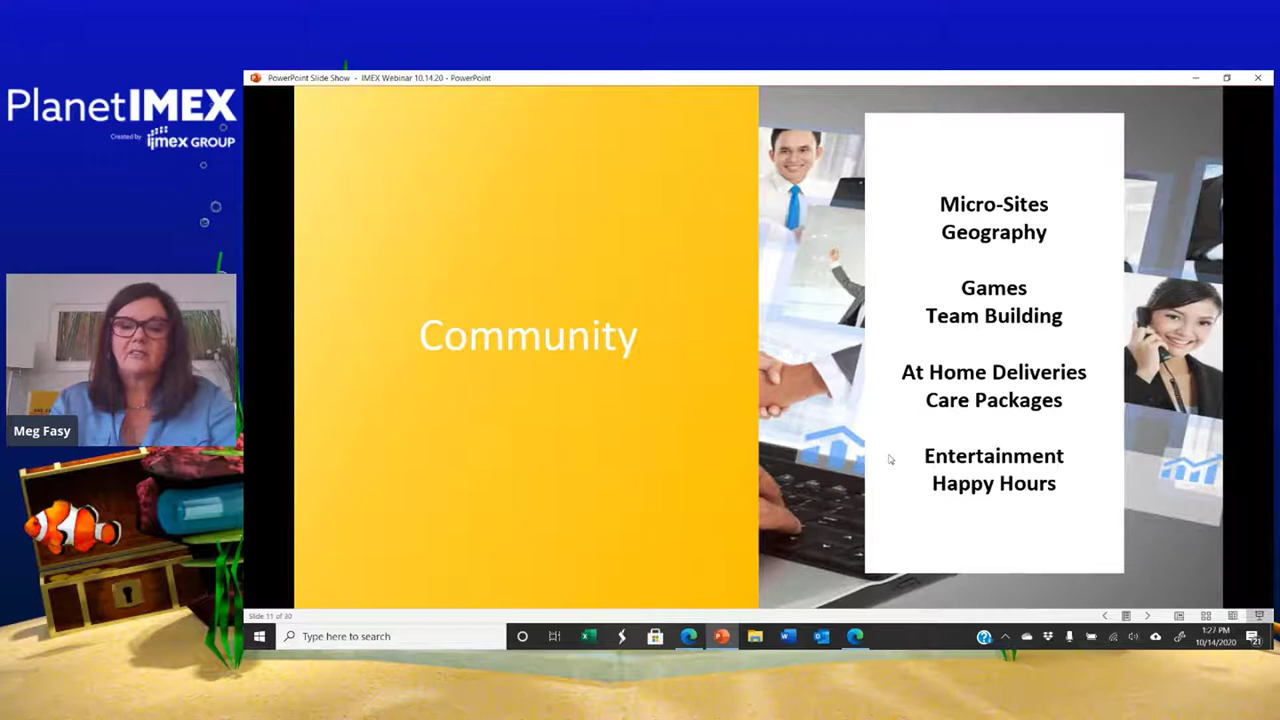 PowerPoint Slide Show - IMEX Webinar 10.14.20 - PowerPoint
PlanetIMEX
Created by imex GROUP
Community
Micro-Sites
Geography
Games
Team Building
At Home Deliveries
Care Packages
Entertainment
Happy Hours
Meg Fasy
Slide 11 of 30
Type here to search
1:27 PM
10/14/2020
21